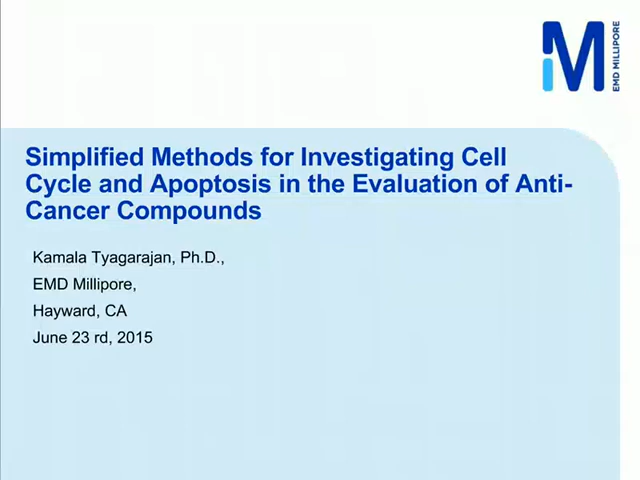 EMD MILLIPORE
Simplified Methods for Investigating Cell
Cycle and Apoptosis in the Evaluation of Anti-
Cancer Compounds
Kamala Tyagarajan, Ph.D.,
EMD Millipore,
Hayward, CA
June 23 rd, 2015